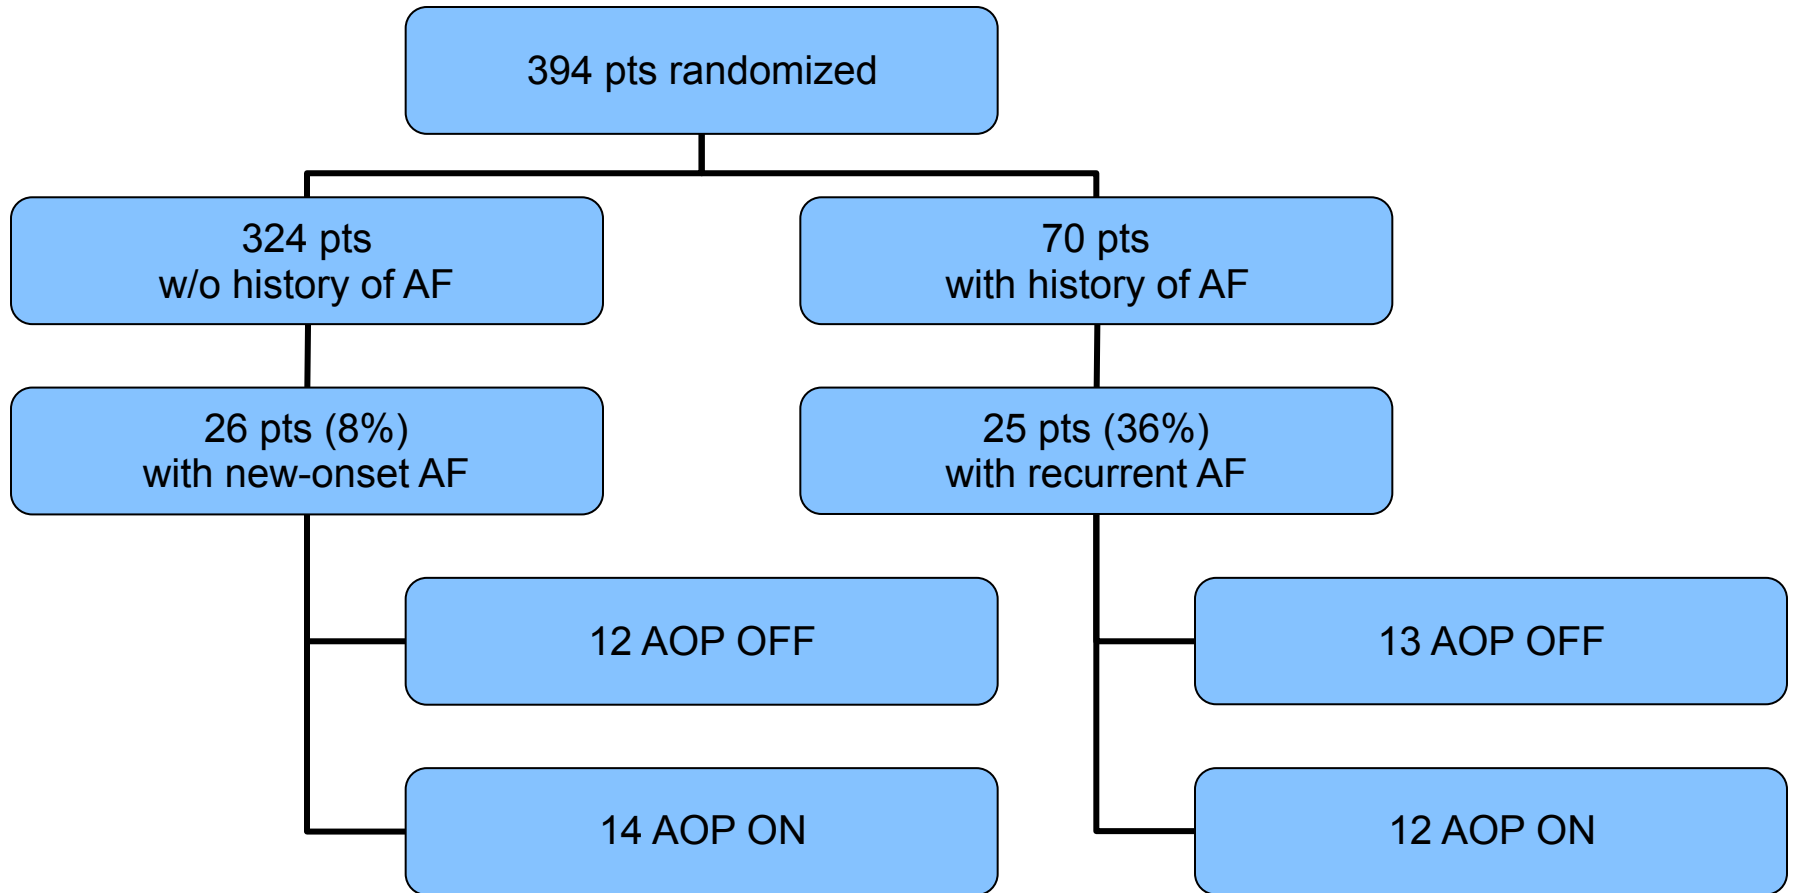 394 pts randomized
324 pts
w/o history of AF
70 pts
with history of AF
26 pts (8%)
with new-onset AF
25 pts (36%)
with recurrent AF
12 AOP OFF
13 AOP OFF
14 AOP ON
12 AOP ON